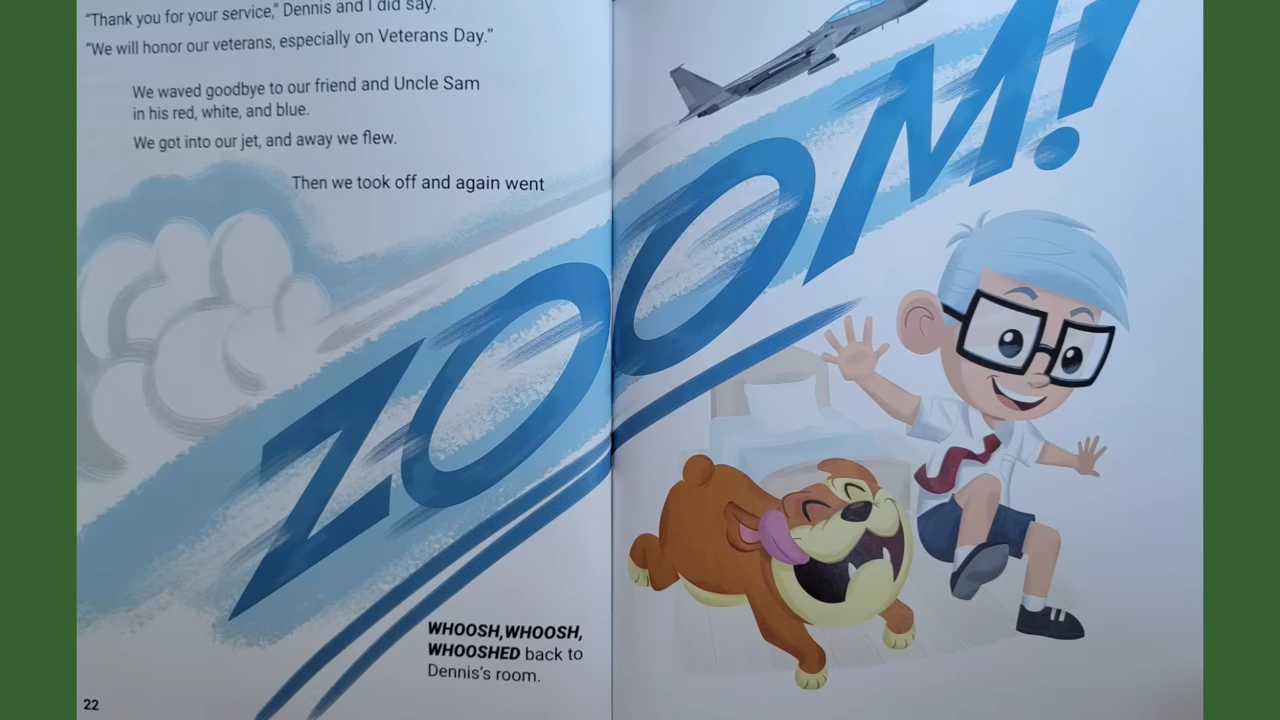 "Thank you for your service," Dennis and I did say.
"We will honor our veterans, especially on Veterans Day."
We waved goodbye to our friend and Uncle Sam
in his red, white, and blue.
We got into our jet, and away we flew.
Then we took off and again went
ZOOM!
WHOOSH, WHOOSH,
WHOOSHED back to
Dennis's room.
22